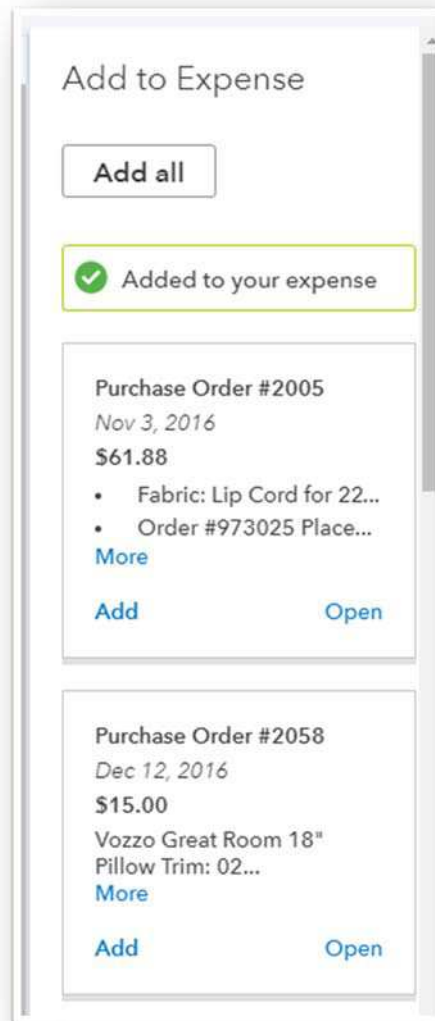 Add to Expense
Add all
Added to your expense
Purchase Order #2005
Nov 3, 2016
$61.88
• Fabric: Lip Cord for 22...
• Order #973025 Place...
More
Add Open
Purchase Order #2058
Dec 12, 2016
$15.00
Vozzo Great Room 18"
Pillow Trim: 02...
More
Add Open